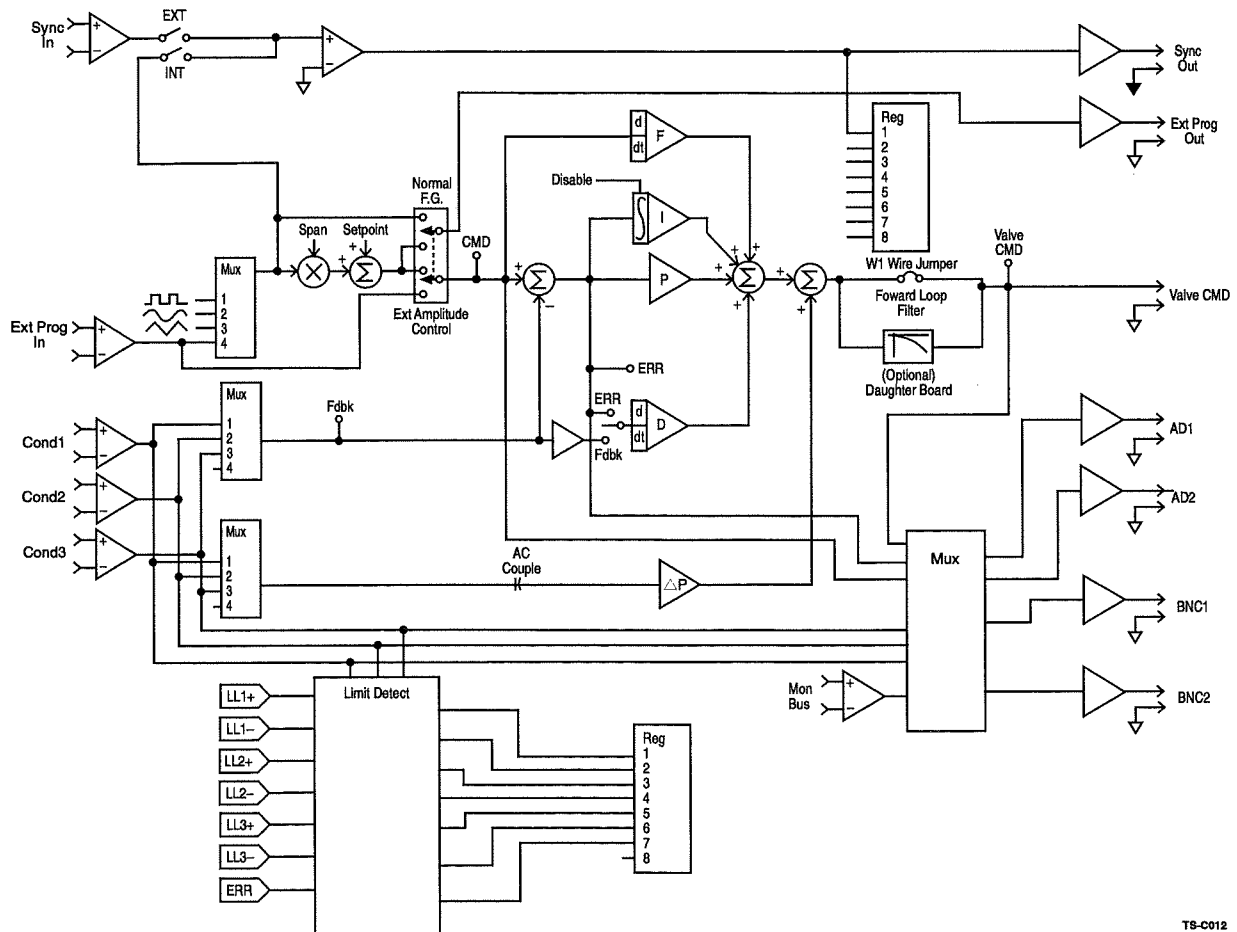 Sync
In
EXT
INT
Sync
Out
Ext Prog
Out
Reg
1
2
3
4
5
6
7
8
d
dt
F
Disable
∫
I
P
Normal
F.G.
CMD
Span
Setpoint
Mux
1
2
3
4
Ext Prog
In
Ext Amplitude
Control
W1 Wire Jumper
Foward Loop
Filter
(Optional)
Daughter Board
Valve
CMD
Valve CMD
ERR
ERR
Fdbk
d
dt
D
Mux
1
2
3
4
Fdbk
Cond1
Cond2
Cond3
Mux
1
2
3
4
AC
Couple
△P
Mux
AD1
AD2
BNC1
BNC2
Mon
Bus
Limit Detect
LL1+
LL1−
LL2+
LL2−
LL3+
LL3−
ERR
Reg
1
2
3
4
5
6
7
8
TS-C012